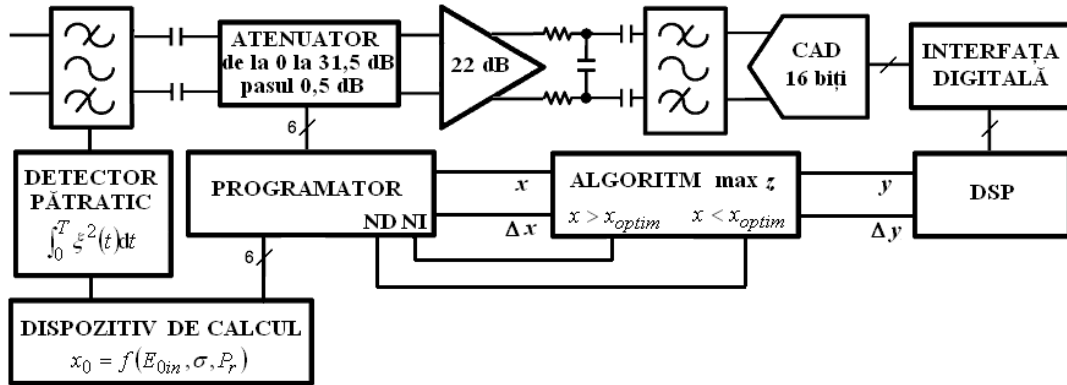 ATENUATOR
de la 0 la 31,5 dB
pasul 0,5 dB
22 dB
CAD
16 biți
INTERFAȚA
DIGITALĂ
6
DETECTOR
PĂTRATIC
∫₀ᵀ ξ²(t)dt
PROGRAMATOR
ND NI
x
Δx
ALGORITM max z
x > x_optim x < x_optim
y
Δy
DSP
6
DISPOZITIV DE CALCUL
x₀ = f(E_0in, σ, P_r)